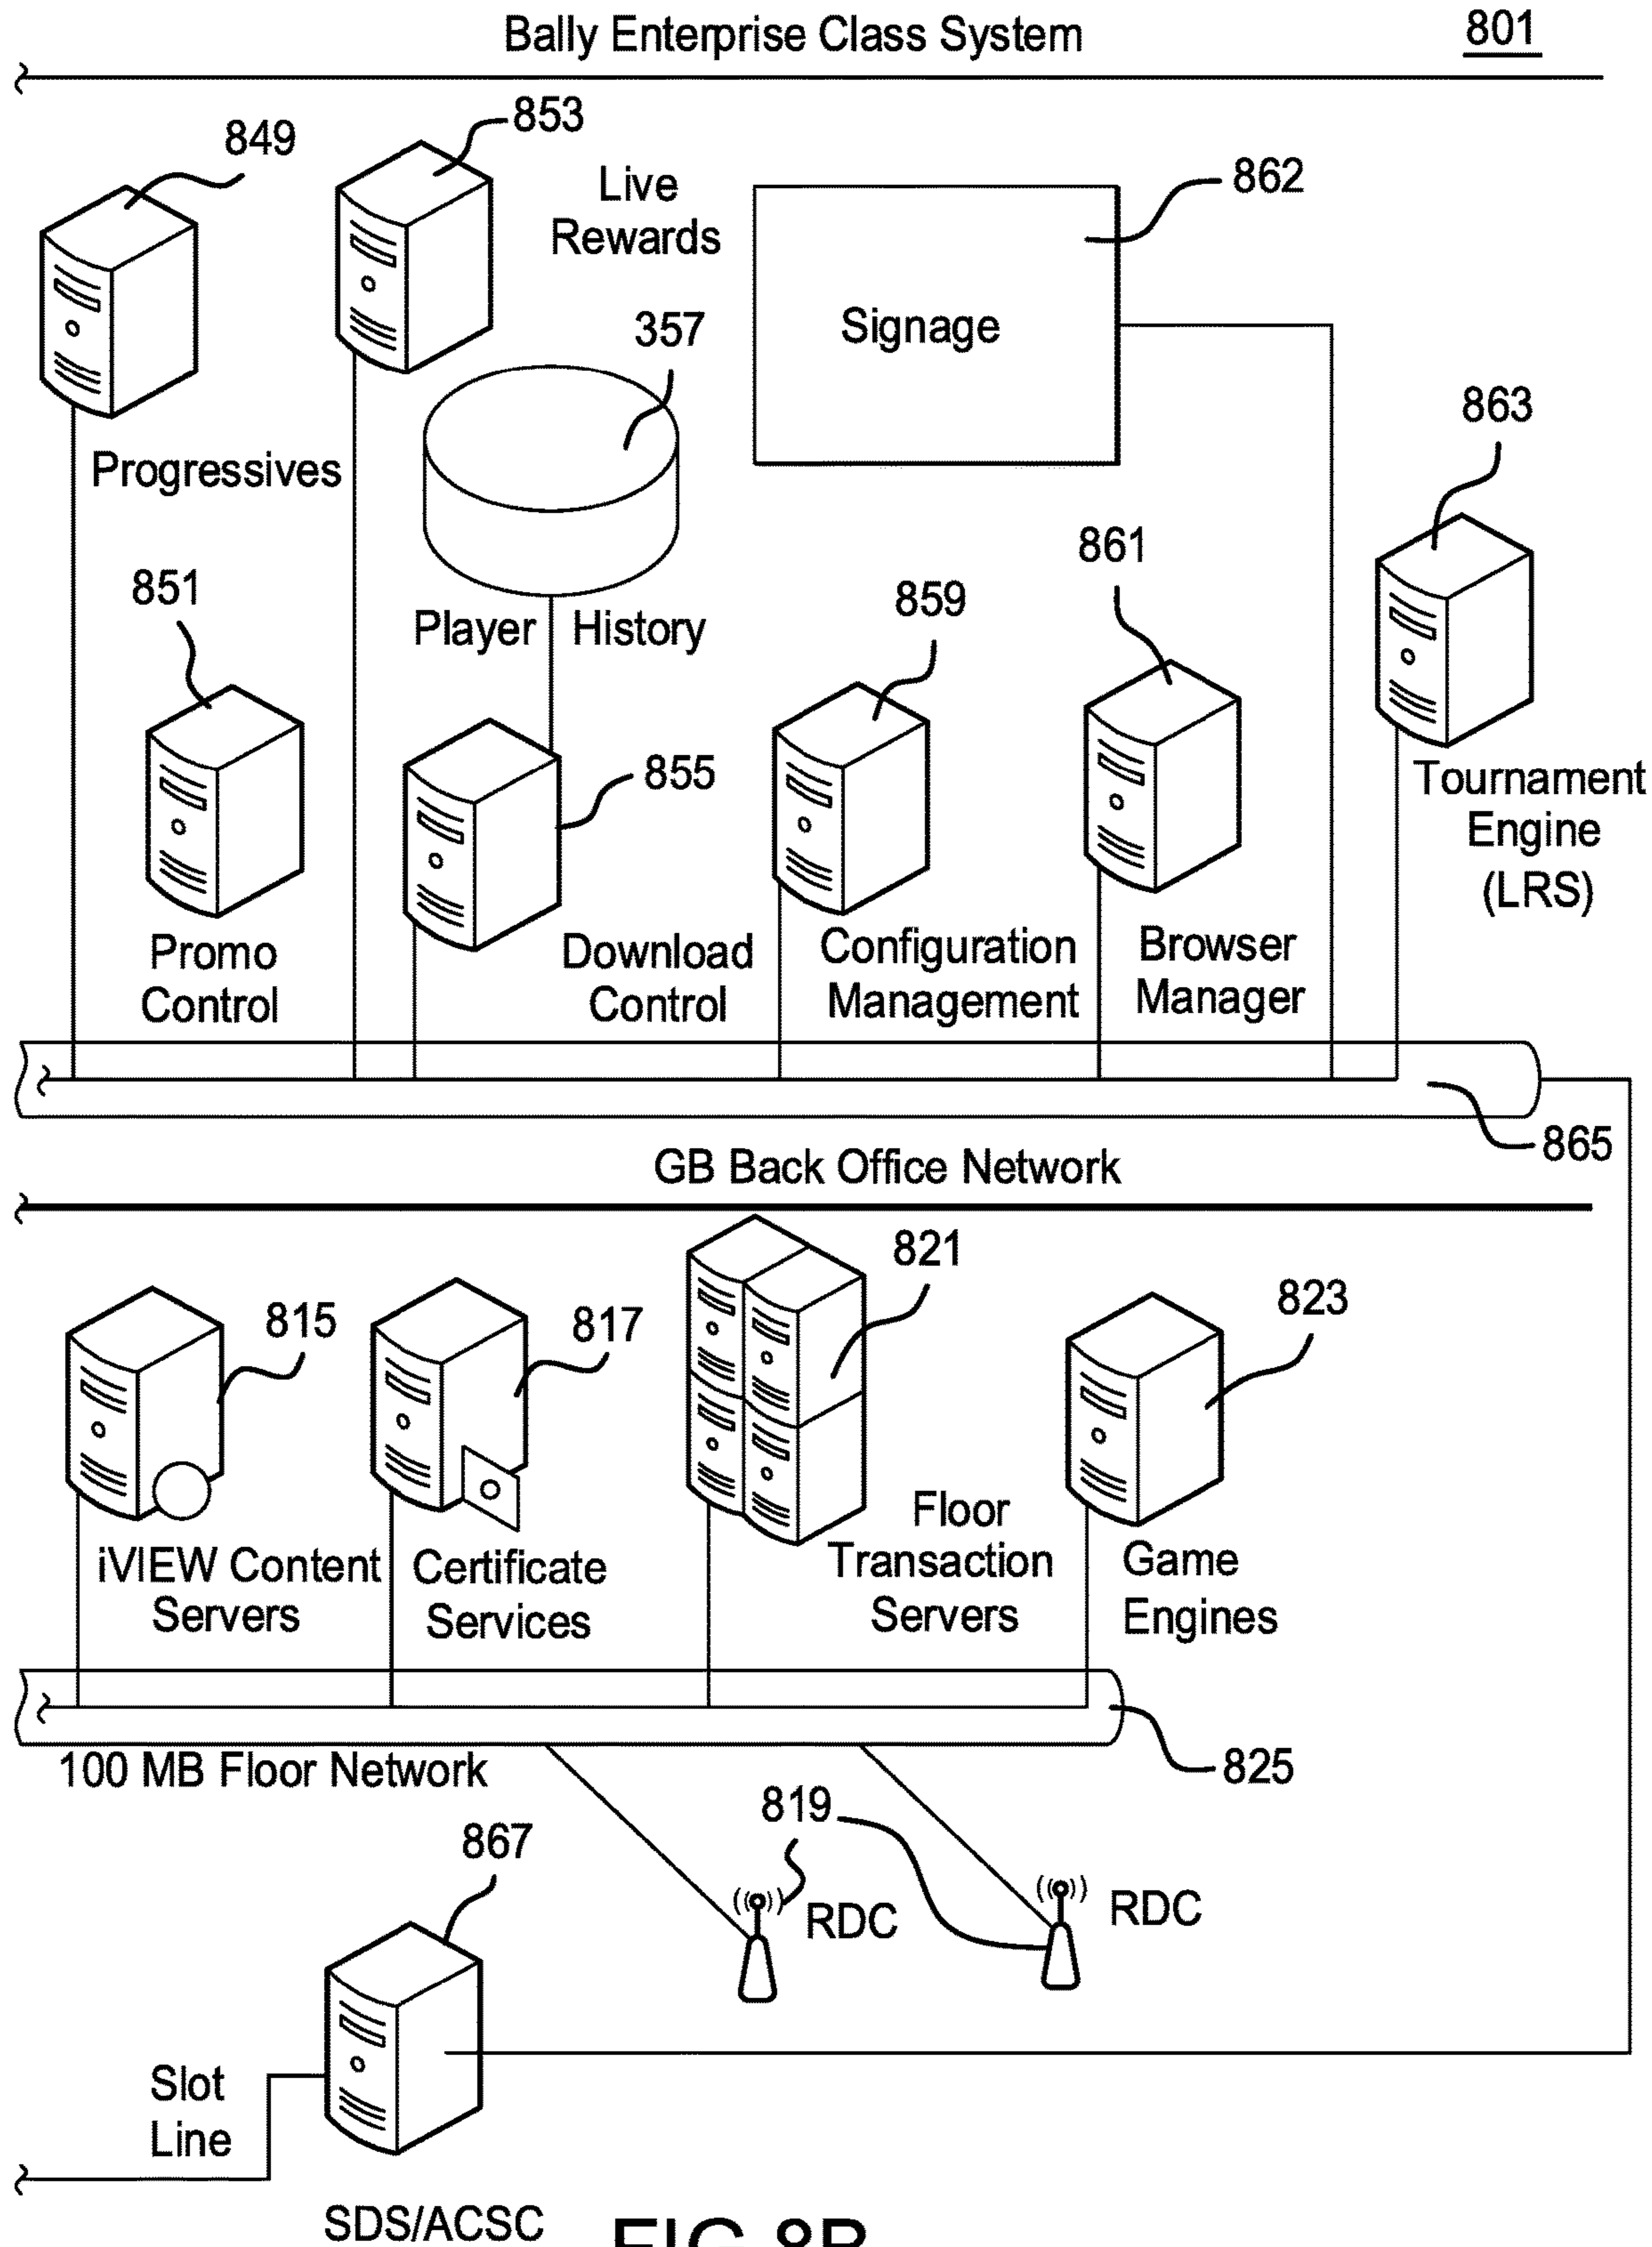 Bally Enterprise Class System
801
849
853
Live
Rewards
862
357
Signage
Progressives
863
851
Player History
859
861
855
Tournament
Engine
(LRS)
Promo
Control
Download
Control
Configuration
Management
Browser
Manager
865
GB Back Office Network
815
817
821
823
iVIEW Content
Servers
Certificate
Services
Floor
Transaction
Servers
Game
Engines
100 MB Floor Network
825
819
867
RDC
RDC
Slot
Line
SDS/ACSC
FIG.8B